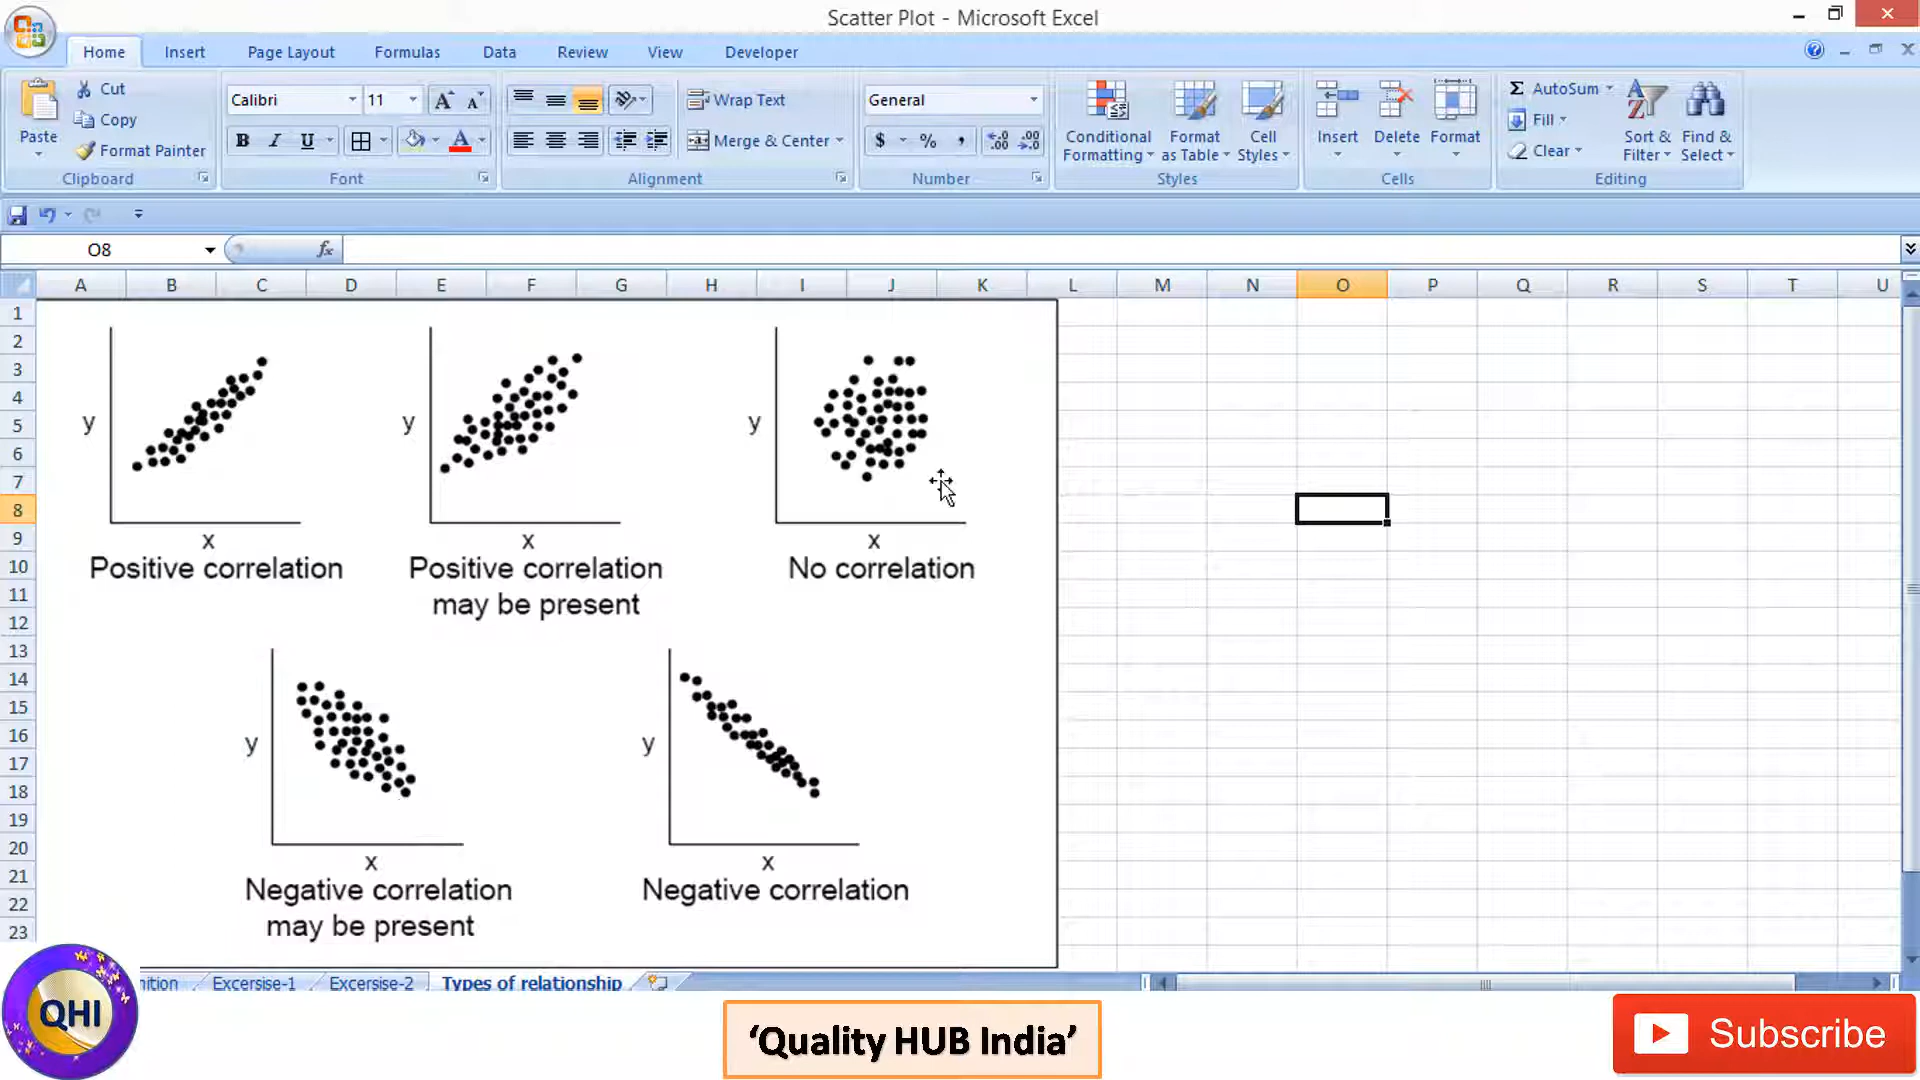 Scatter Plot - Microsoft Excel
Home Insert Page Layout Formulas Data Review View Developer
Paste
Cut
Copy
Format Painter
Clipboard
Calibri 11
B I U
Font
Wrap Text
Merge & Center
Alignment
General
$ % ,
Number
Conditional Formatting
Format as Table
Cell Styles
Styles
Insert Delete Format
Cells
Σ AutoSum
Fill
Clear
Sort & Filter
Find & Select
Editing
O8
fx
A B C D E F G H I J K L M N O P Q R S T U
1
2
3
4
5
6
7
8
9
10
11
12
13
14
15
16
17
18
19
20
21
22
23
y
x
Positive correlation
y
x
Positive correlation
may be present
y
x
No correlation
y
x
Negative correlation
may be present
y
x
Negative correlation
nition Excersise-1 Excersise-2 Types of relationship
QHI
‘Quality HUB India’
Subscribe